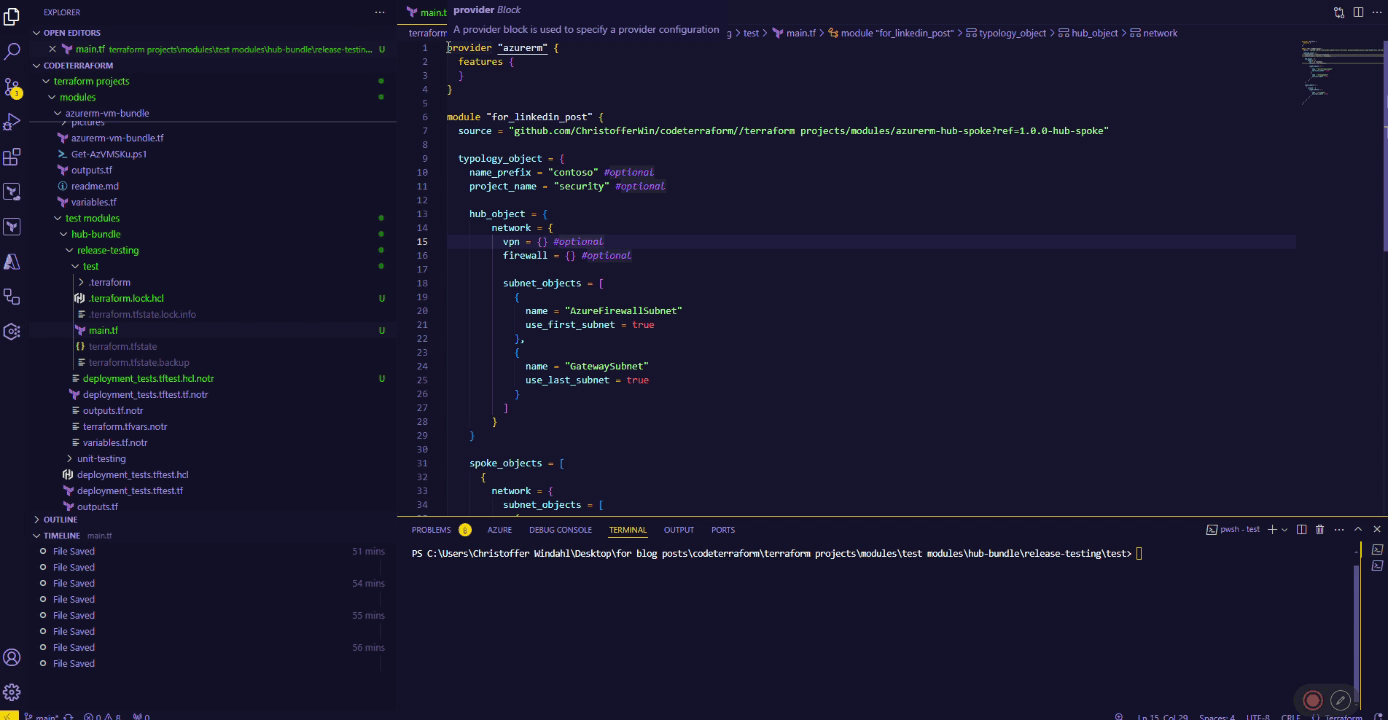 EXPLORER
OPEN EDITORS
main.tf terraform projects\modules\test modules\hub-bundle\release-testing... U
CODETERRAFORM
terraform projects
modules
azurerm-vm-bundle
pictures
azurerm-vm-bundle.tf
Get-AzVMSKu.ps1
outputs.tf
readme.md
variables.tf
test modules
hub-bundle
release-testing
test
.terraform
.terraform.lock.hcl U
.terraform.tfstate.lock.info
main.tf U
terraform.tfstate
terraform.tfstate.backup
deployment_tests.tftest.hcl.notr U
deployment_tests.tftest.tf.notr
outputs.tf.notr
terraform.tfvars.notr
variables.tf.notr
unit-testing
deployment_tests.tftest.hcl
deployment_tests.tftest.tf
outputs.tf
OUTLINE
TIMELINE main.tf
File Saved 51 mins
File Saved
File Saved 54 mins
File Saved
File Saved 55 mins
File Saved
File Saved 56 mins
File Saved
3
main.tf
provider Block
A provider block is used to specify a provider configuration
terraform
g > test > main.tf > module "for_linkedin_post" > typology_object > hub_object > network
1 provider "azurerm" {
2 features {
3 }
4 }
5
6 module "for_linkedin_post" {
7 source = "github.com/ChristofferWin/codeterraform//terraform projects/modules/azurerm-hub-spoke?ref=1.0.0-hub-spoke"
8
9 typology_object = {
10 name_prefix = "contoso" #optional
11 project_name = "security" #optional
12
13 hub_object = {
14 network = {
15 vpn = {} #optional
16 firewall = {} #optional
17
18 subnet_objects = [
19 {
20 name = "AzureFirewallSubnet"
21 use_first_subnet = true
22 },
23 {
24 name = "GatewaySubnet"
25 use_last_subnet = true
26 }
27 ]
28 }
29 }
30
31 spoke_objects = [
32 {
33 network = {
34 subnet_objects = [
PROBLEMS 8 AZURE DEBUG CONSOLE TERMINAL OUTPUT PORTS
pwsh - test
PS C:\Users\Christoffer Windahl\Desktop\for blog posts\codeterraform\terraform projects\modules\test modules\hub-bundle\release-testing\test>
main* 0 8 0
Ln 15, Col 29 Spaces: 4 UTF-8 CRLF Terraform